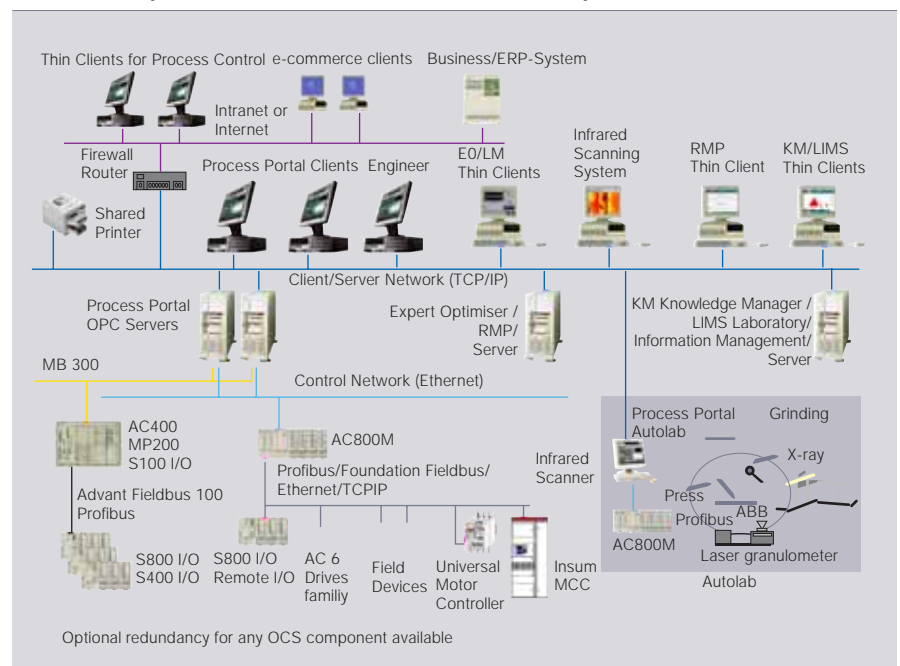 Thin Clients for Process Control
e-commerce clients
Business/ERP-System
Intranet or
Internet
Firewall
Router
Shared
Printer
Process Portal Clients
Engineer
E0/LM
Thin Clients
Infrared
Scanning
System
RMP
Thin Client
KM/LIMS
Thin Clients
Client/Server Network (TCP/IP)
Process Portal
OPC Servers
Expert Optimiser /
RMP/
Server
KM Knowledge Manager /
LIMS Laboratory/
Information Management/
Server
MB 300
Control Network (Ethernet)
AC400
MP200
S100 I/O
AC800M
Profibus/Foundation Fieldbus/
Ethernet/TCPIP
Infrared
Scanner
Advant Fieldbus 100
Profibus
S800 I/O
S400 I/O
S800 I/O
Remote I/O
AC 6
Drives
familiy
Field
Devices
Universal
Motor
Controller
Insum
MCC
Process Portal
Autolab
Grinding
X-ray
Press
ABB
Profibus
AC800M
Laser granulometer
Autolab
Optional redundancy for any OCS component available